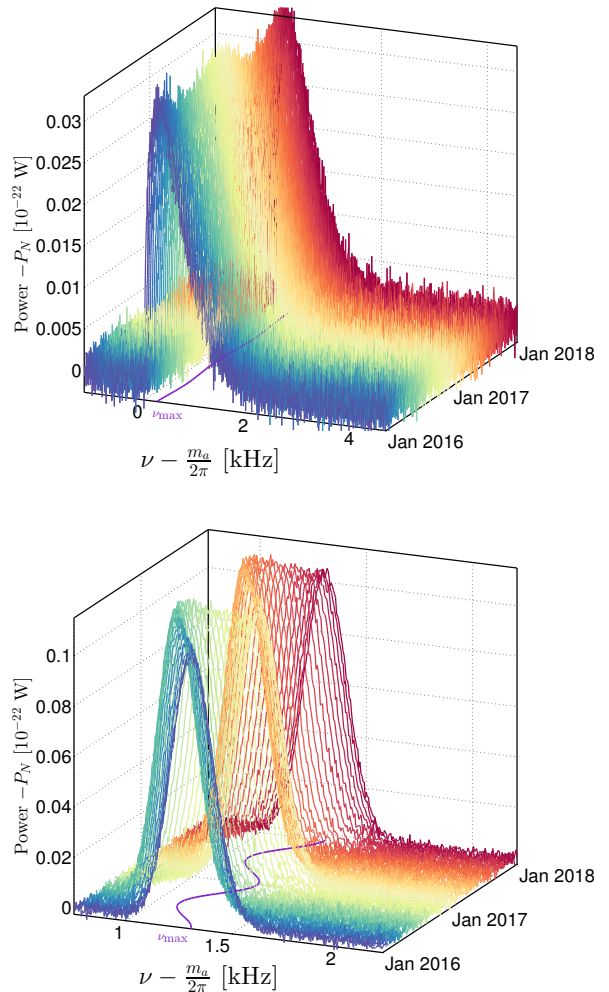 0.03
0.025
0.02
0.015
0.01
0.005
0
Power −P_N [10^{−22} W]
0
2
4
ν_max
ν − m_a/2π [kHz]
Jan 2016
Jan 2017
Jan 2018
0.1
0.08
0.06
0.04
0.02
0
Power −P_N [10^{−22} W]
1
1.5
2
ν_max
ν − m_a/2π [kHz]
Jan 2016
Jan 2017
Jan 2018